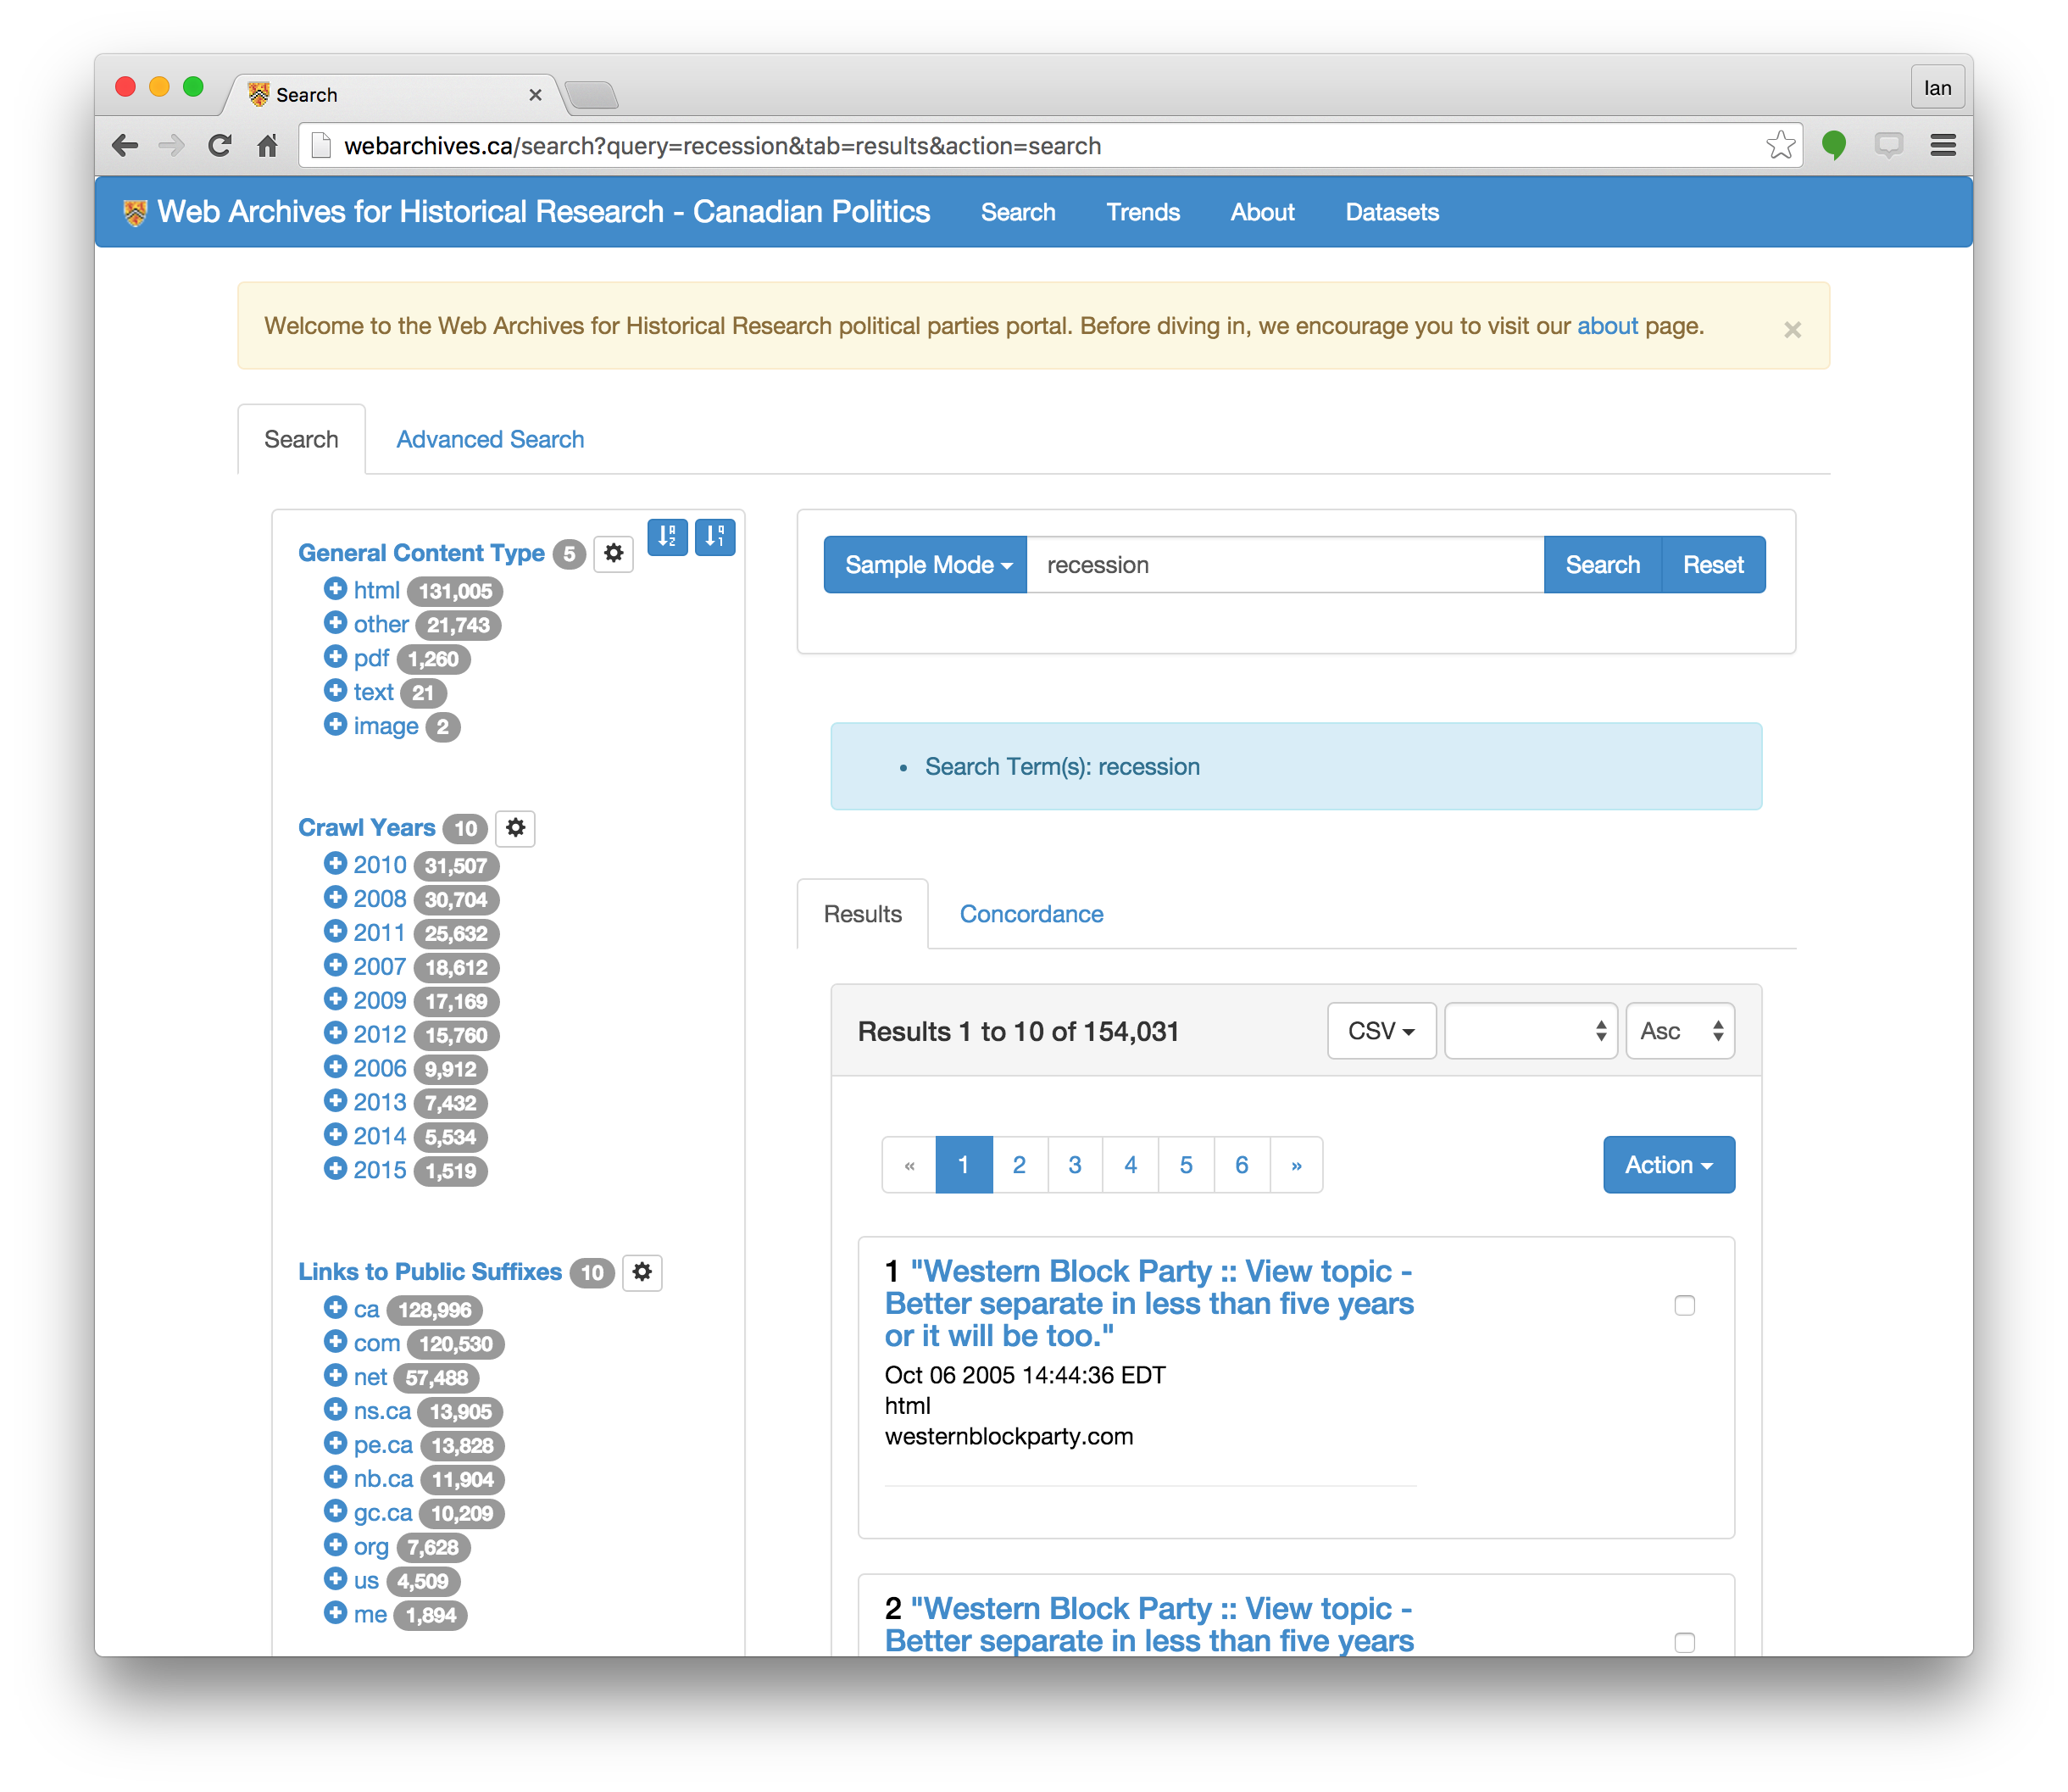 Search
Ian
webarchives.ca/search?query=recession&tab=results&action=search
Web Archives for Historical Research - Canadian Politics Search Trends About Datasets
Welcome to the Web Archives for Historical Research political parties portal. Before diving in, we encourage you to visit our about page.
Search Advanced Search
General Content Type 5
html 131,005
other 21,743
pdf 1,260
text 21
image 2
Crawl Years 10
2010 31,507
2008 30,704
2011 25,632
2007 18,612
2009 17,169
2012 15,760
2006 9,912
2013 7,432
2014 5,534
2015 1,519
Links to Public Suffixes 10
ca 128,996
com 120,530
net 57,488
ns.ca 13,905
pe.ca 13,828
nb.ca 11,904
gc.ca 10,209
org 7,628
us 4,509
me 1,894
Sample Mode recession Search Reset
• Search Term(s): recession
Results Concordance
Results 1 to 10 of 154,031 CSV Asc
« 1 2 3 4 5 6 » Action
1 "Western Block Party :: View topic -
Better separate in less than five years
or it will be too."
Oct 06 2005 14:44:36 EDT
html
westernblockparty.com
2 "Western Block Party :: View topic -
Better separate in less than five years